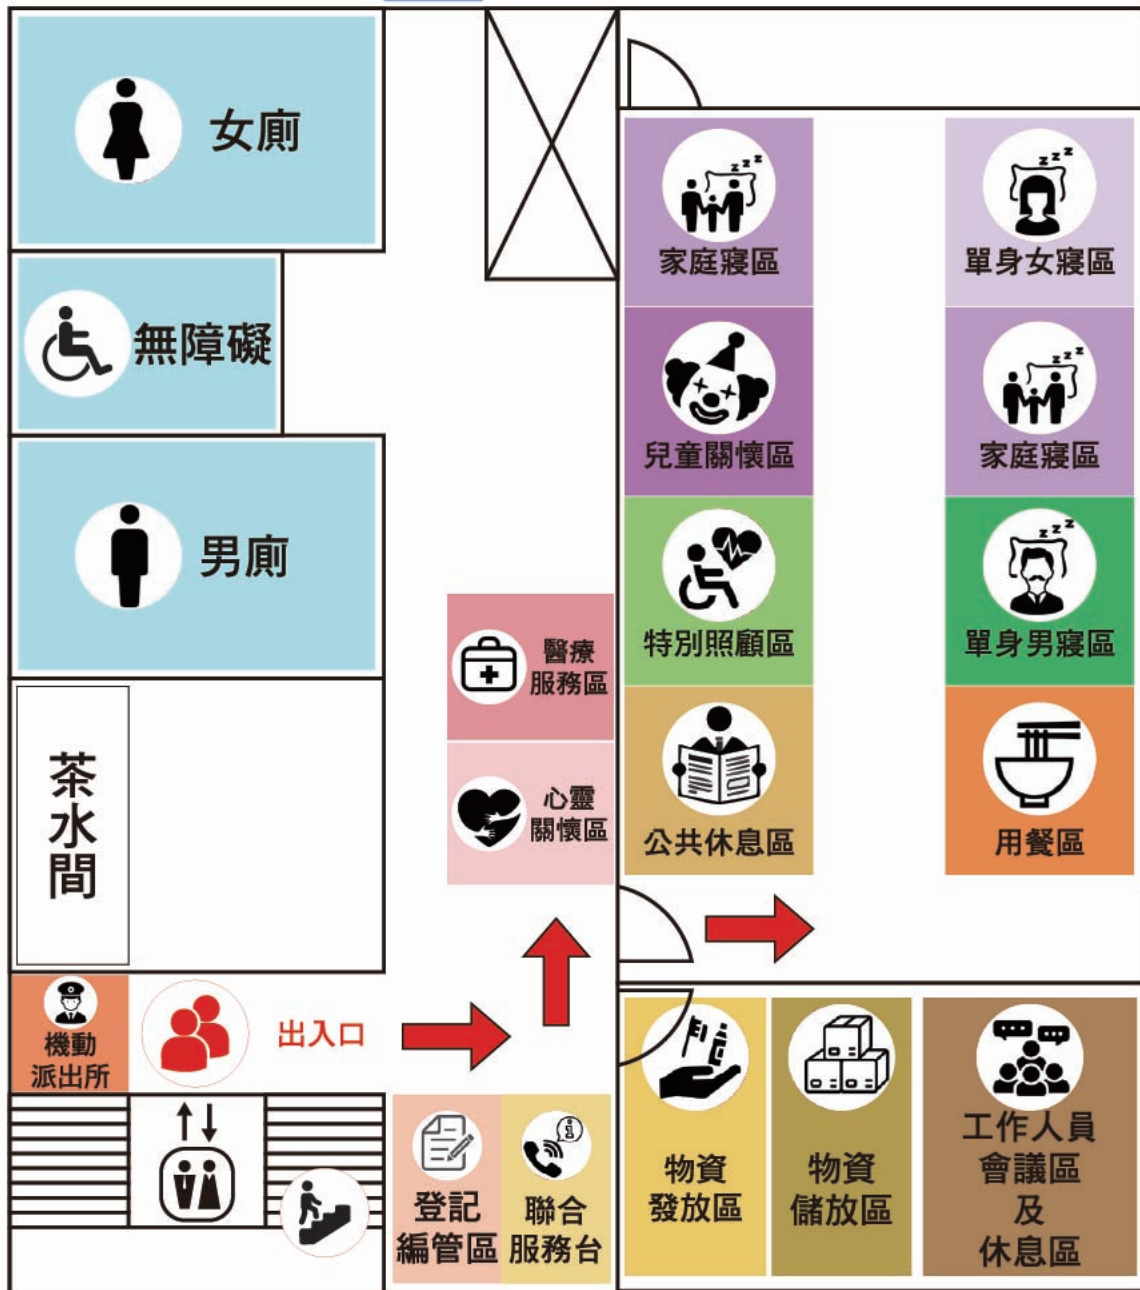 女廁
無障礙
男廁
茶水間
機動
派出所
出入口
登記
編管區
聯合
服務台
醫療
服務區
心靈
關懷區
家庭寢區
單身女寢區
兒童關懷區
家庭寢區
特別照顧區
單身男寢區
公共休息區
用餐區
物資
發放區
物資
儲放區
工作人員
會議區
及
休息區